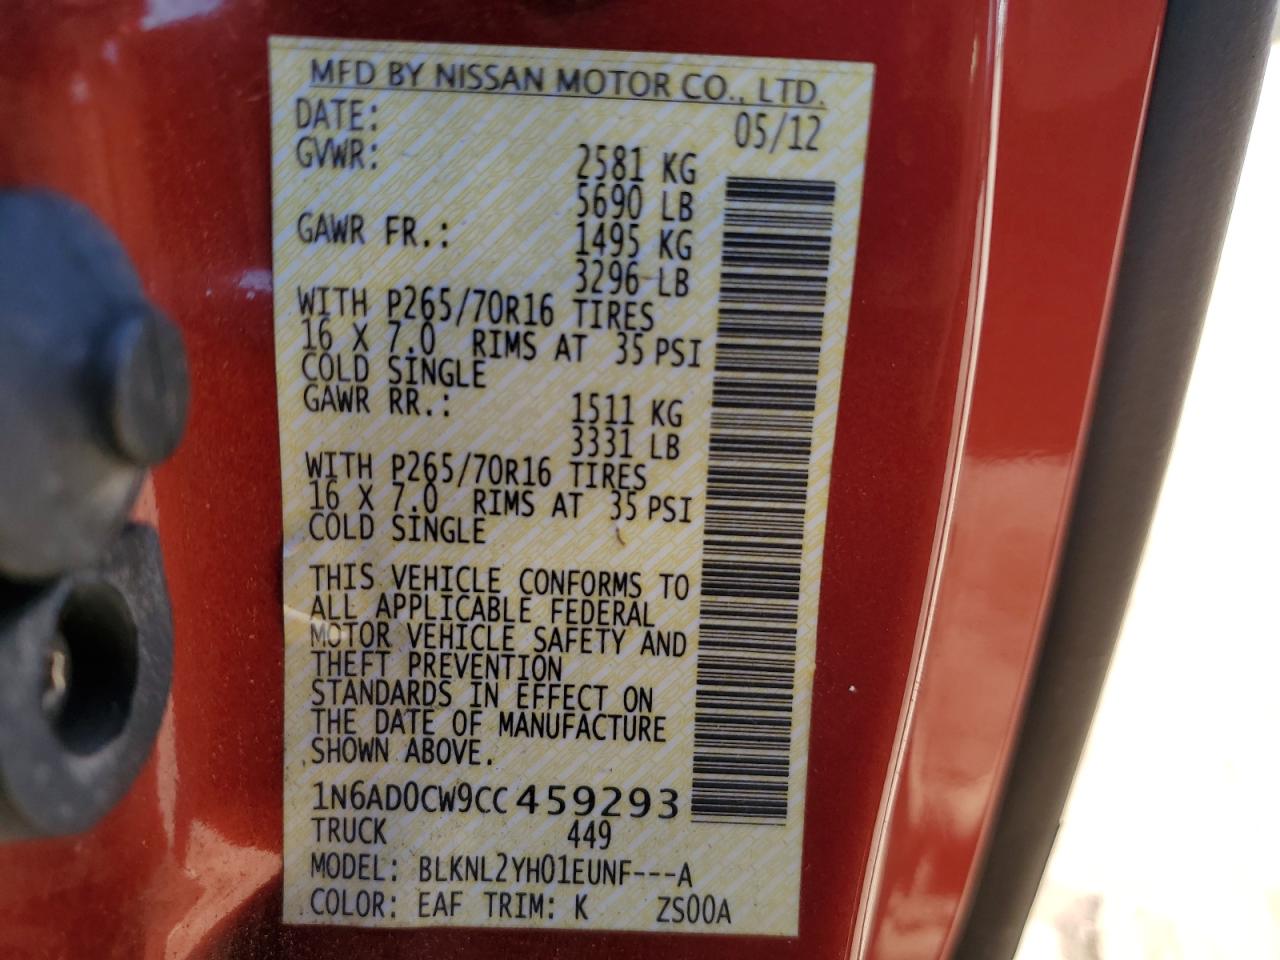 MFD BY NISSAN MOTOR CO., LTD.
DATE: 05/12
GVWR: 2581 KG
5690 LB
GAWR FR.: 1495 KG
3296 LB
WITH P265/70R16 TIRES
16 X 7.0 RIMS AT 35 PSI
COLD SINGLE
GAWR RR.: 1511 KG
3331 LB
WITH P265/70R16 TIRES
16 X 7.0 RIMS AT 35 PSI
COLD SINGLE
THIS VEHICLE CONFORMS TO
ALL APPLICABLE FEDERAL
MOTOR VEHICLE SAFETY AND
THEFT PREVENTION
STANDARDS IN EFFECT ON
THE DATE OF MANUFACTURE
SHOWN ABOVE.
1N6AD0CW9CC459293
TRUCK 449
MODEL: BLKNL2YH01EUNF---A
COLOR: EAF TRIM: K ZS00A